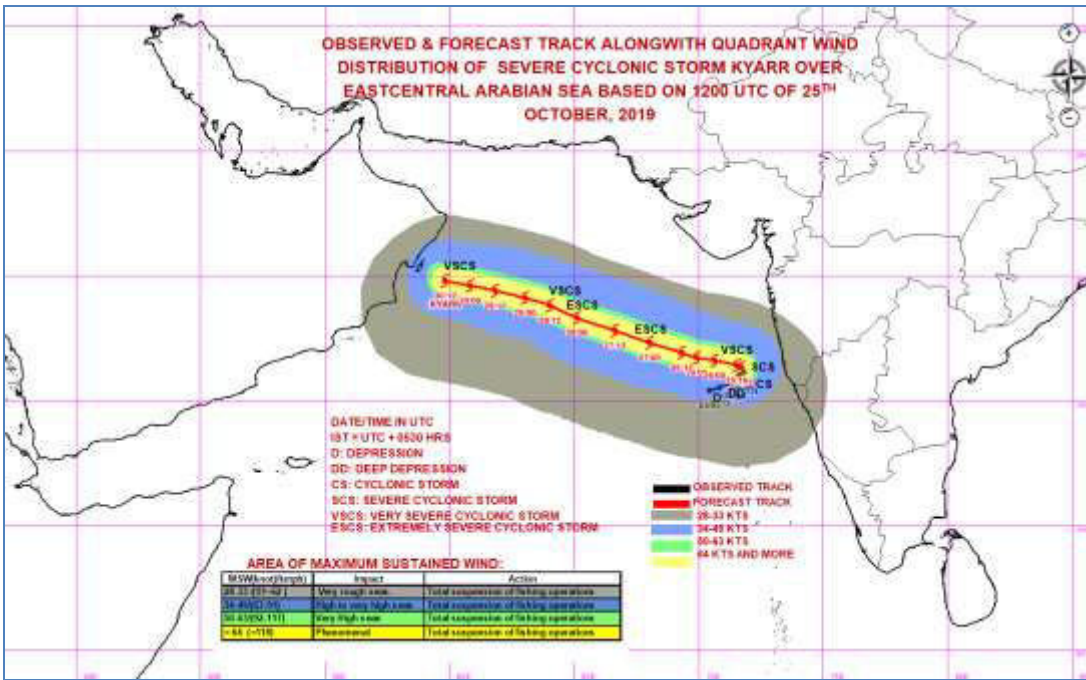 OBSERVED & FORECAST TRACK ALONGWITH QUADRANT WIND
DISTRIBUTION OF SEVERE CYCLONIC STORM KYARR OVER
EASTCENTRAL ARABIAN SEA BASED ON 1200 UTC OF 25TH
OCTOBER, 2019
VSCS
VSCS
ESCS
ESCS
VSCS
SCS
CS
DD
D
KYARR
DATE/TIME IN UTC
IST = UTC + 0530 HRS
D: DEPRESSION
DD: DEEP DEPRESSION
CS: CYCLONIC STORM
SCS: SEVERE CYCLONIC STORM
VSCS: VERY SEVERE CYCLONIC STORM
ESCS: EXTREMELY SEVERE CYCLONIC STORM
OBSERVED TRACK
FORECAST TRACK
28-33 KTS
34-49 KTS
50-63 KTS
64 KTS AND MORE
AREA OF MAXIMUM SUSTAINED WIND:
MSW(knot)/(kmph) Impact Action
Very rough seas Total suspension of fishing operations
High to very high seas Total suspension of fishing operations
Very High seas Total suspension of fishing operations
Phenomenal Total suspension of fishing operations